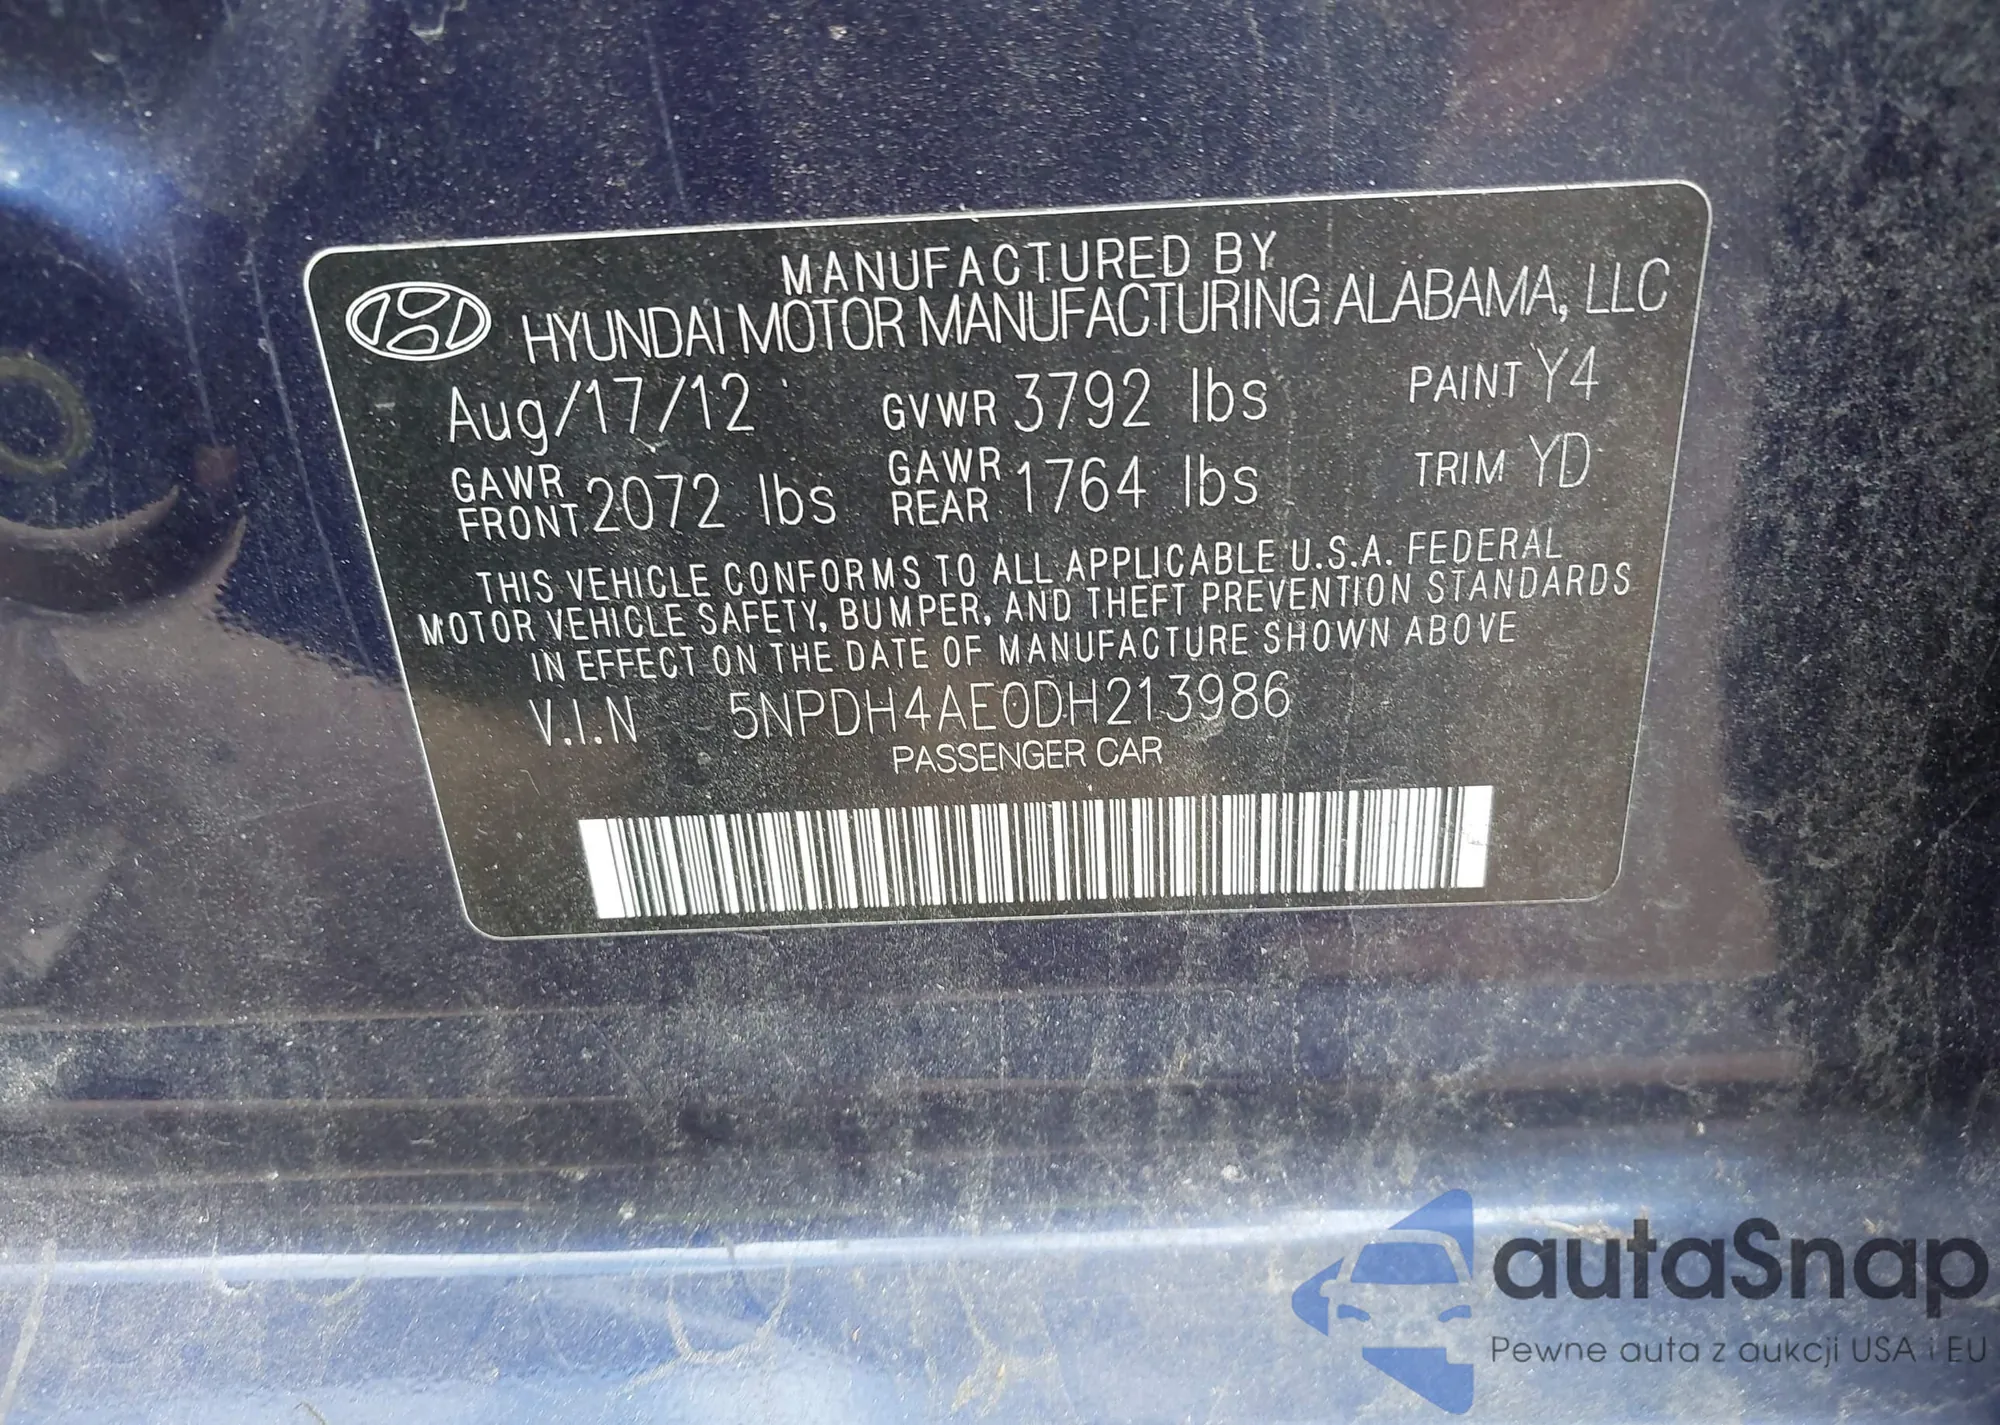 MANUFACTURED BY
HYUNDAI MOTOR MANUFACTURING ALABAMA, LLC
Aug/17/12 GVWR 3792 lbs PAINT Y4
GAWR FRONT 2072 lbs GAWR REAR 1764 lbs TRIM YD
THIS VEHICLE CONFORMS TO ALL APPLICABLE U.S.A. FEDERAL
MOTOR VEHICLE SAFETY, BUMPER, AND THEFT PREVENTION STANDARDS
IN EFFECT ON THE DATE OF MANUFACTURE SHOWN ABOVE
V.I.N 5NPDH4AE0DH213986
PASSENGER CAR
autaSnap
Pewne auta z aukcji USA i EU